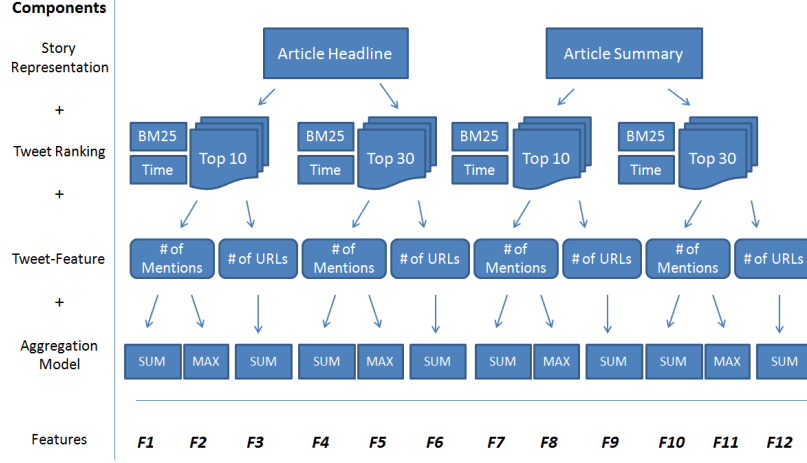 Components
Story
Representation
Article Headline
Article Summary
+
Tweet Ranking
BM25
Time
Top 10
BM25
Time
Top 30
BM25
Time
Top 10
BM25
Time
Top 30
+
Tweet-Feature
# of
Mentions
# of URLs
# of
Mentions
# of URLs
# of
Mentions
# of URLs
# of
Mentions
# of URLs
+
Aggregation
Model
SUM
MAX
SUM
SUM
MAX
SUM
SUM
MAX
SUM
SUM
MAX
SUM
Features
F1
F2
F3
F4
F5
F6
F7
F8
F9
F10
F11
F12